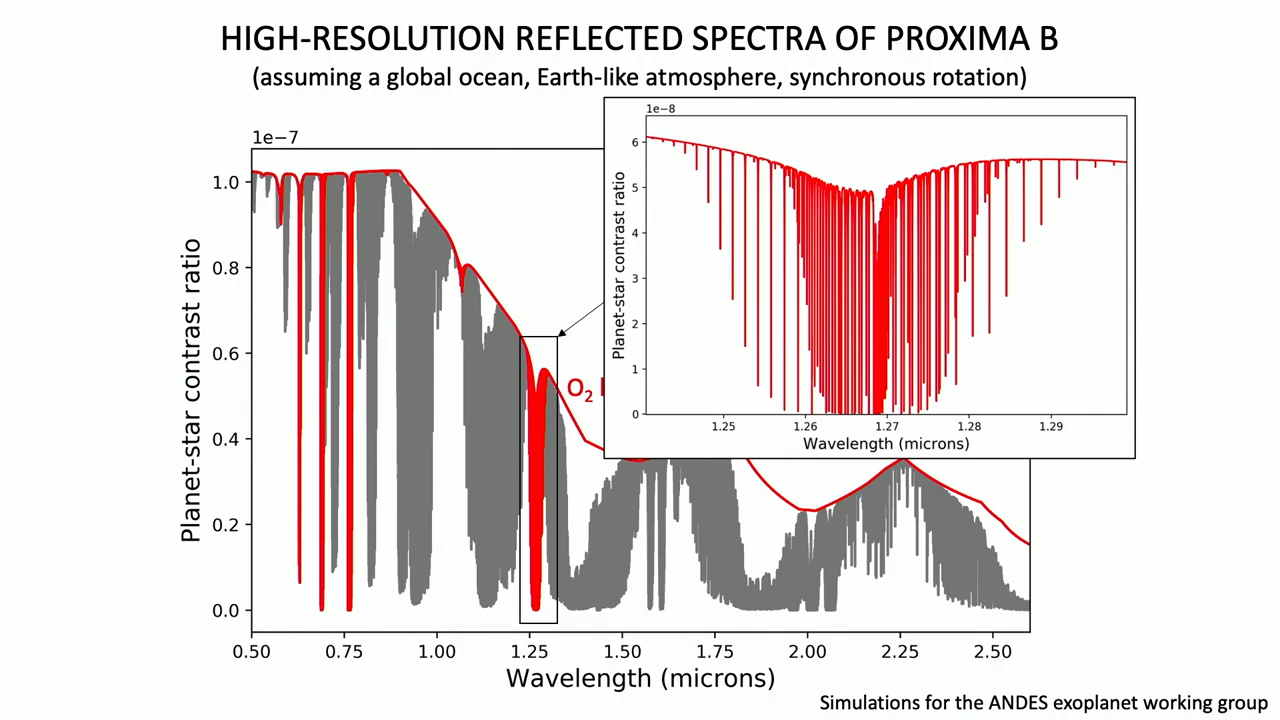 HIGH-RESOLUTION REFLECTED SPECTRA OF PROXIMA B
(assuming a global ocean, Earth-like atmosphere, synchronous rotation)
1e−7
1.0
0.8
0.6
0.4
0.2
0.0
Planet-star contrast ratio
0.50 0.75 1.00 1.25 1.50 1.75 2.00 2.25 2.50
Wavelength (microns)
O₂
1e−8
6
5
4
3
2
1
0
Planet-star contrast ratio
1.25 1.26 1.27 1.28 1.29
Wavelength (microns)
Simulations for the ANDES exoplanet working group